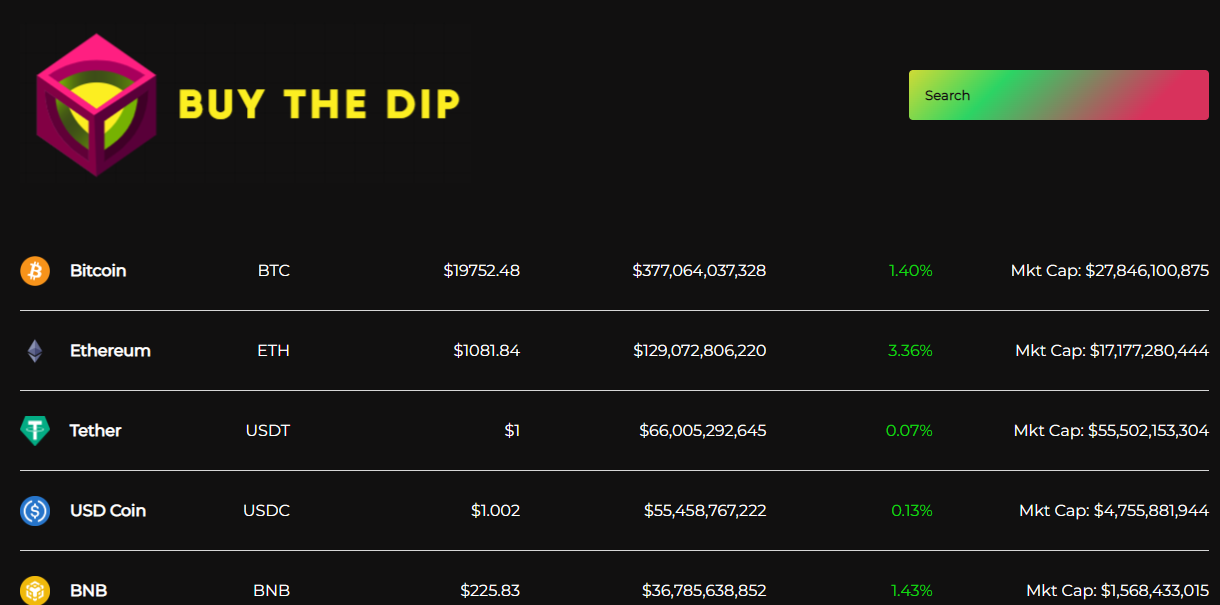 BUY THE DIP
Search
Bitcoin BTC $19752.48 $377,064,037,328 1.40% Mkt Cap: $27,846,100,875
Ethereum ETH $1081.84 $129,072,806,220 3.36% Mkt Cap: $17,177,280,444
Tether USDT $1 $66,005,292,645 0.07% Mkt Cap: $55,502,153,304
USD Coin USDC $1.002 $55,458,767,222 0.13% Mkt Cap: $4,755,881,944
BNB BNB $225.83 $36,785,638,852 1.43% Mkt Cap: $1,568,433,015